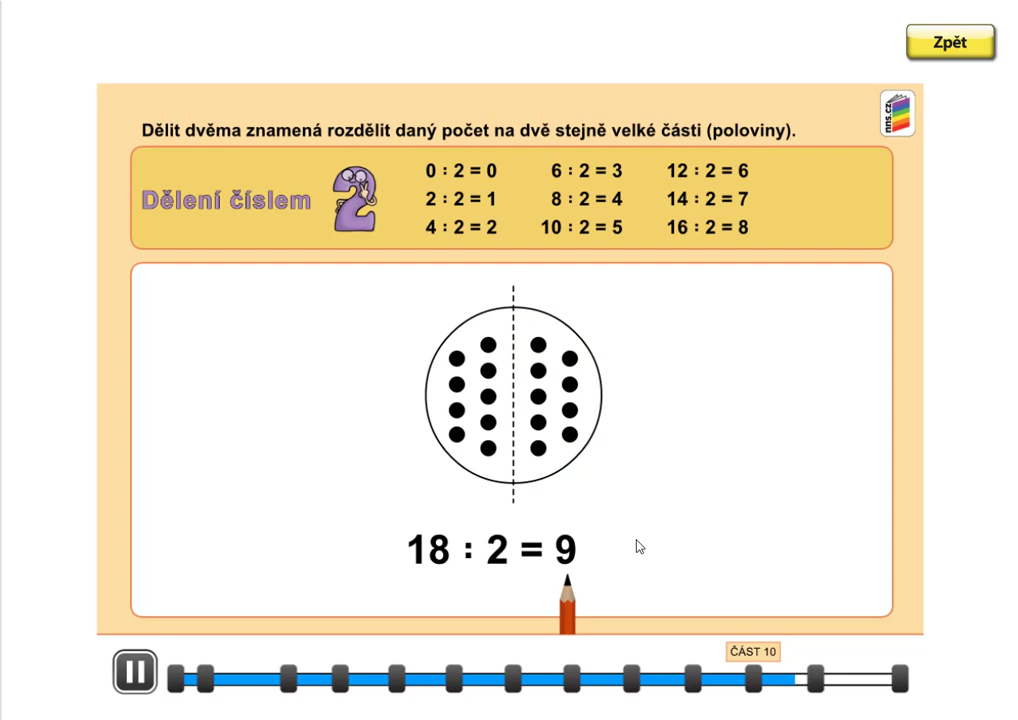 Zpět
nns.cz
Dělit dvěma znamená rozdělit daný počet na dvě stejně velké části (poloviny).
Dělení číslem 2
0 : 2 = 0 6 : 2 = 3 12 : 2 = 6
2 : 2 = 1 8 : 2 = 4 14 : 2 = 7
4 : 2 = 2 10 : 2 = 5 16 : 2 = 8
18 : 2 = 9
ČÁST 10